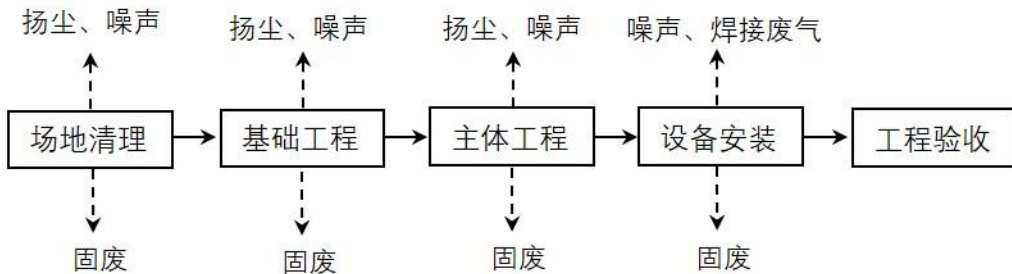 扬尘、噪声 扬尘、噪声 扬尘、噪声 噪声、焊接废气
场地清理 基础工程 主体工程 设备安装 工程验收
固废 固废 固废 固废